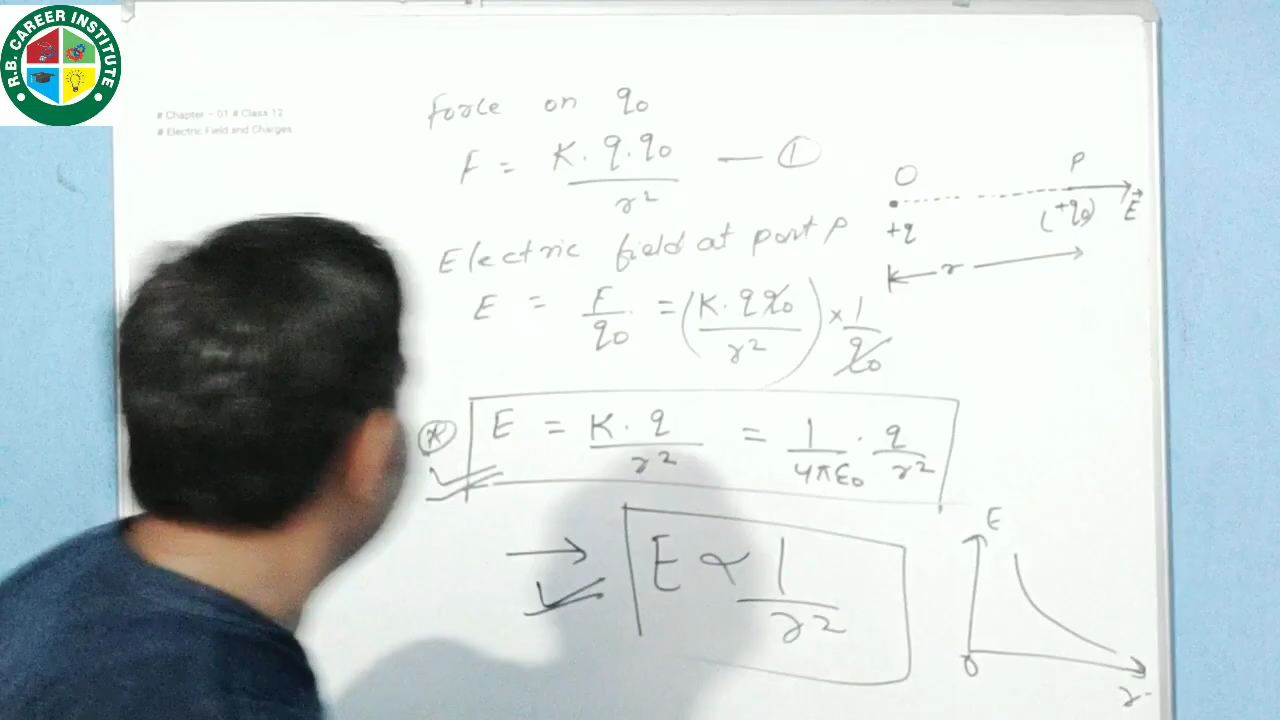 R.B. CAREER INSTITUTE
# Chapter – 01 # Class 12
# Electric Field and Charges
force on q₀
F = K.q.q₀ / r² — ①
O P
+q (+q₀) E⃗
r
Electric field at point P
E = F/q₀ = (K.qq₀ / r²) × 1/q₀
E = K.q / r² = 1/4πε₀ . q/r²
E ∝ 1/r²
E
0 r